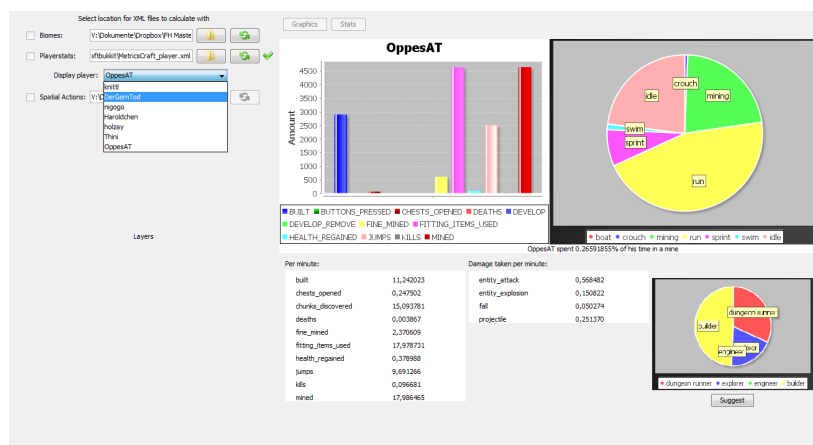 Select location for XML files to calculate with
Graphics Stats
Biomes: V:\Dokumente\Dropbox\FH Maste
Playerstats: ftbukkit\MetricsCraft_player.xml
Display player: OppesAT
Spatial Actions: V:\D
knittl
DerGernTod
nigogo
Haroldchen
holzay
Thini
OppesAT
Layers
OppesAT
Amount
4500
4000
3500
3000
2500
2000
1500
1000
500
0
BUILT BUTTONS_PRESSED CHESTS_OPENED DEATHS DEVELOP
DEVELOP_REMOVE FINE_MINED FITTING_ITEMS_USED
HEALTH_REGAINED JUMPS KILLS MINED
crouch
idle
mining
swim
sprint
run
boat crouch mining run sprint swim idle
OppesAT spent 0.26591855% of his time in a mine
Per minute:
built 11,242023
chests_opened 0,247502
chunks_discovered 15,093781
deaths 0,003867
fine_mined 2,370609
fitting_items_used 17,978731
health_regained 0,378988
jumps 9,691266
kills 0,096681
mined 17,986465
Damage taken per minute:
entity_attack 0,568482
entity_explosion 0,150822
fall 0,050274
projectile 0,251370
dungeon runner
builder
engineer
dungeon runner explorer engineer builder
Suggest